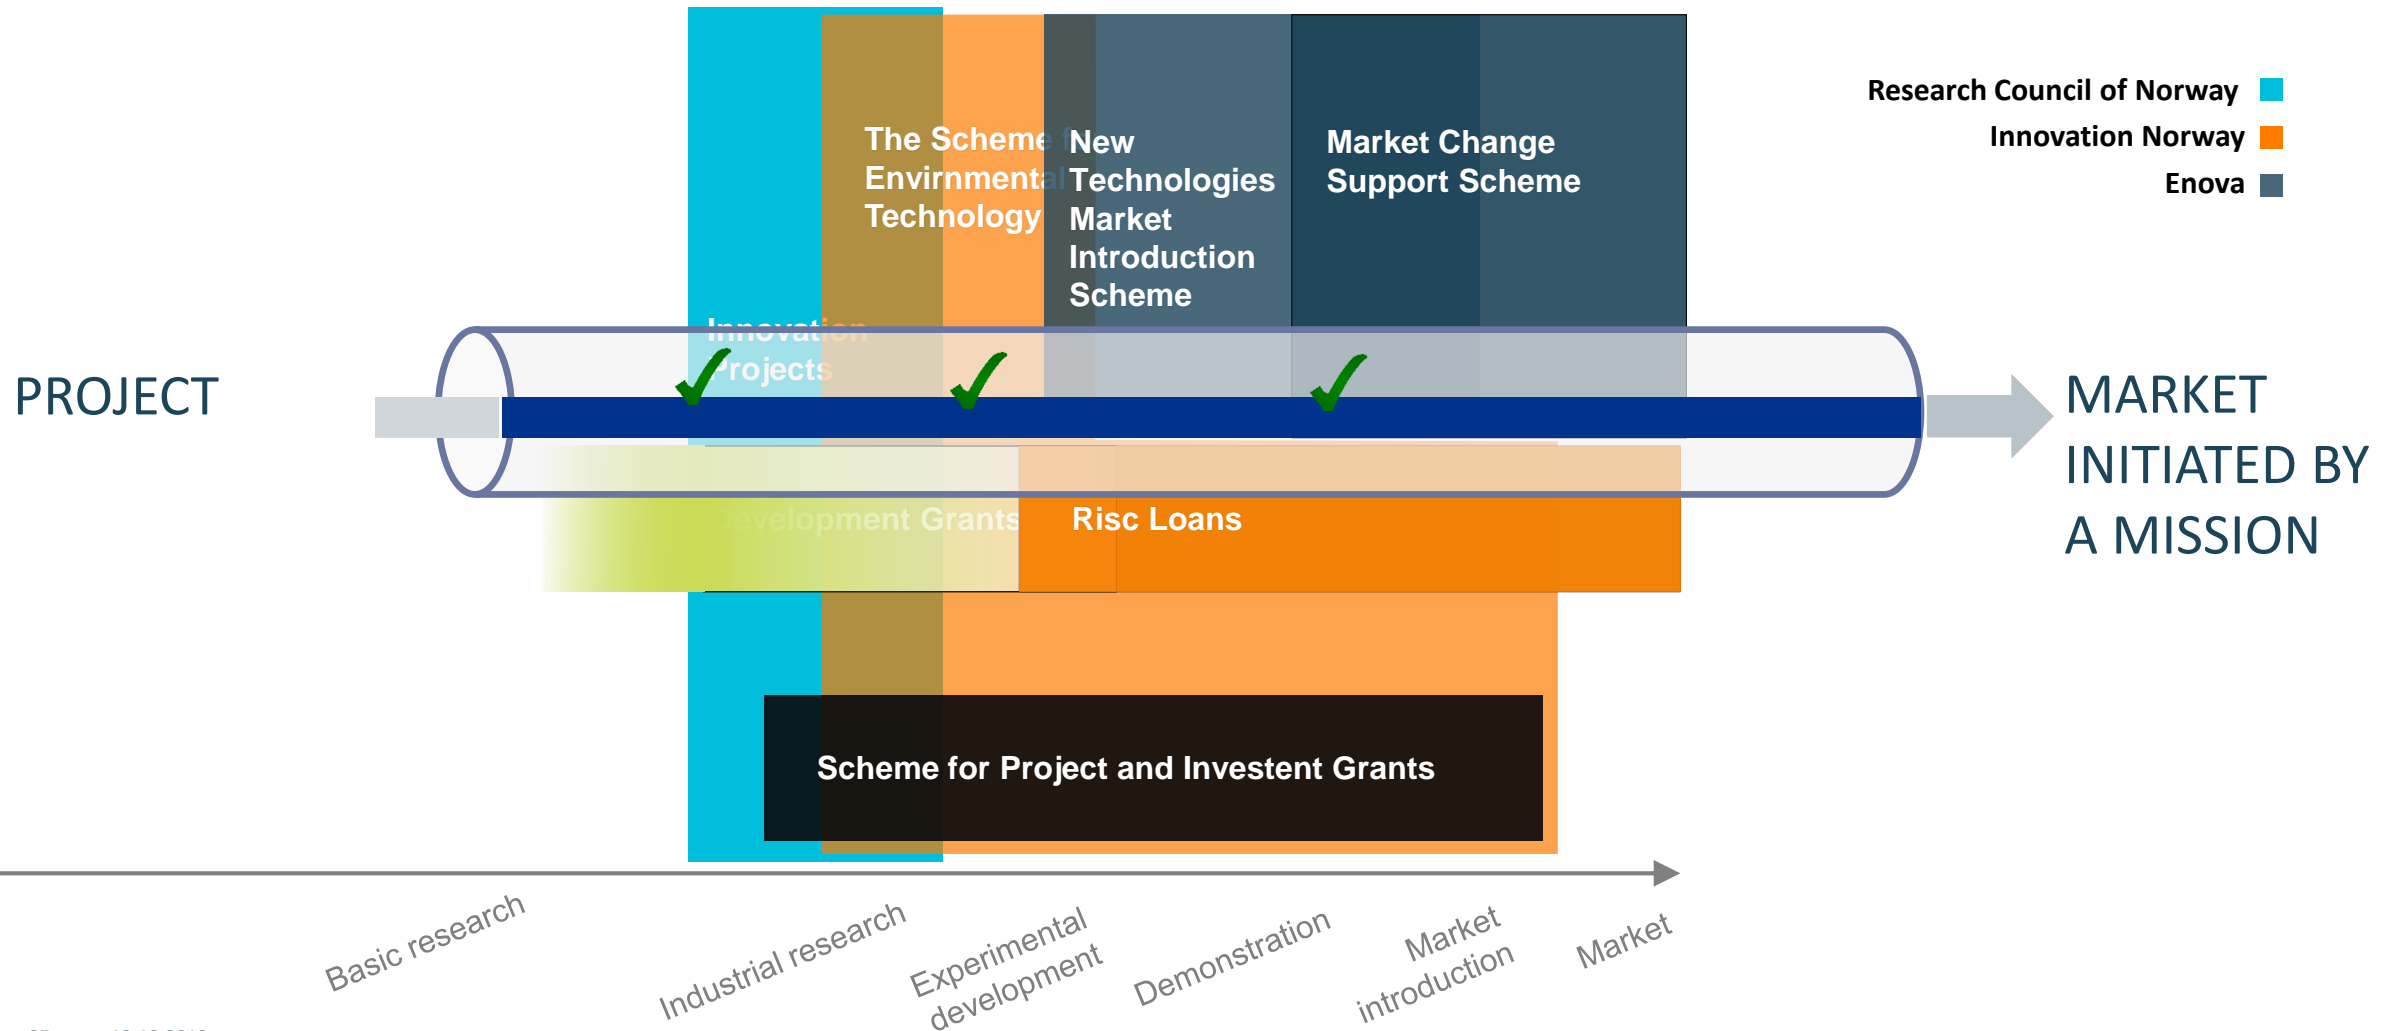 Research Council of Norway
Innovation Norway
Enova
The Scheme
Envirnmental
Technology
New
Technologies
Market
Introduction
Scheme
Market Change
Support Scheme
Innovation
Projects
PROJECT
MARKET
INITIATED BY
A MISSION
Development Grants
Risc Loans
Scheme for Project and Investent Grants
Basic research
Industrial research
Experimental
development
Demonstration
Market
introduction
Market